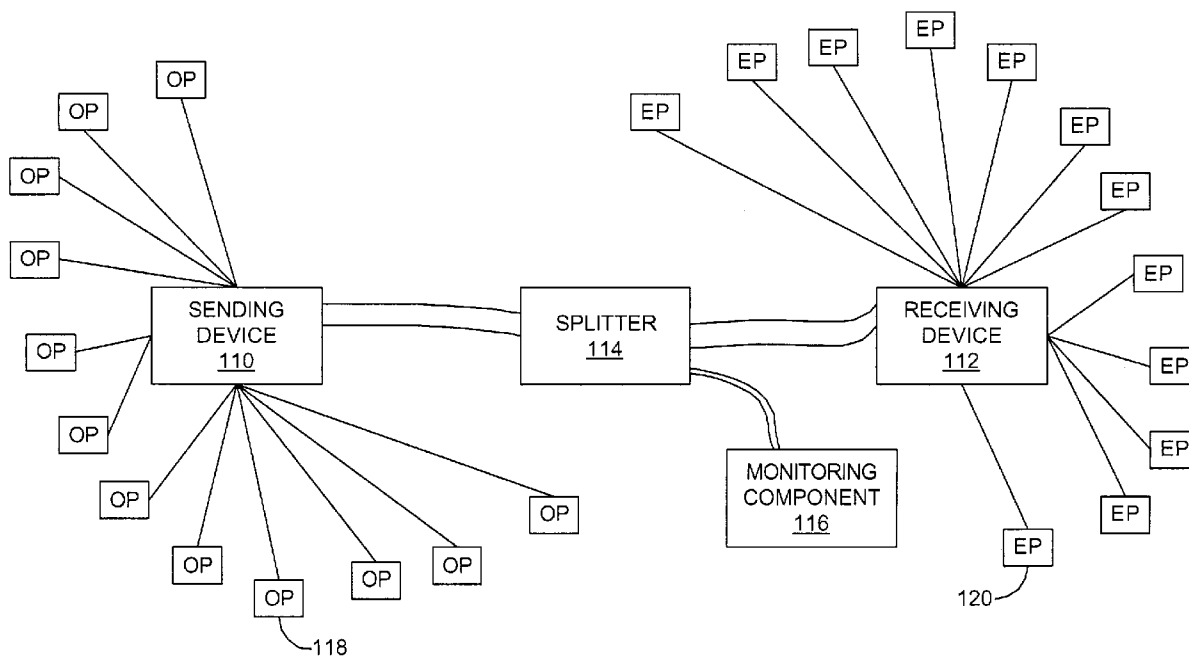 EP
EP
EP
EP
OP
EP
OP
EP
EP
OP
EP
OP
EP
SENDING
DEVICE
110
SPLITTER
114
RECEIVING
DEVICE
112
OP
EP
OP
EP
MONITORING
COMPONENT
116
OP
OP
EP
OP
OP
OP
EP
OP
118
120